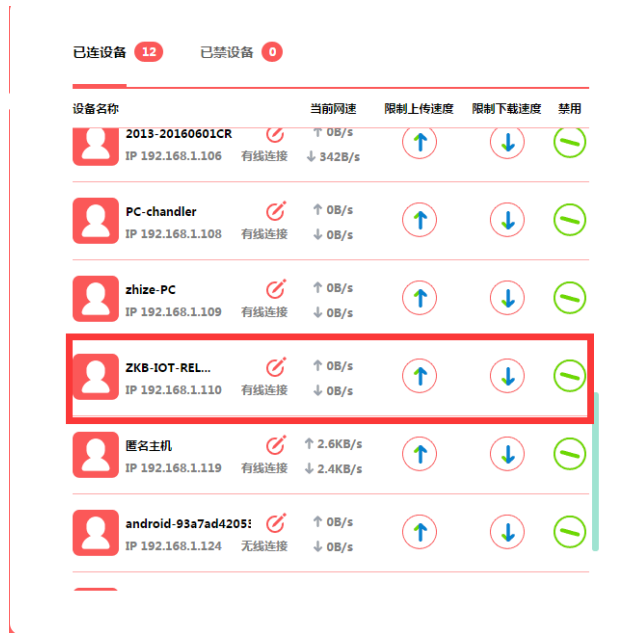 已连设备 12 已禁设备 0
设备名称 当前网速 限制上传速度 限制下载速度 禁用
2013-20160601CR ↑ 0B/s
IP 192.168.1.106 有线连接 ↓ 342B/s
PC-chandler ↑ 0B/s
IP 192.168.1.108 有线连接 ↓ 0B/s
zhize-PC ↑ 0B/s
IP 192.168.1.109 有线连接 ↓ 0B/s
ZKB-IOT-REL... ↑ 0B/s
IP 192.168.1.110 有线连接 ↓ 0B/s
匿名主机 ↑ 2.6KB/s
IP 192.168.1.119 有线连接 ↓ 2.4KB/s
android-93a7ad4205 ↑ 0B/s
IP 192.168.1.124 无线连接 ↓ 0B/s